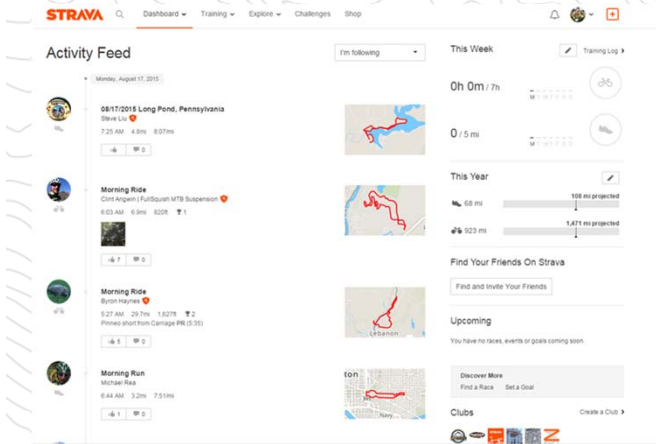 STRAVA
Dashboard
Training
Explore
Challenges
Shop
Activity Feed
I'm following
Monday, August 17, 2015
08/17/2015 Long Pond, Pennsylvania
Steve Liu
7:25 AM 4.8mi 8:07/mi
0
Morning Ride
Clint Angwin | FullSquish MTB Suspension
6:03 AM 6.9mi 820ft 1
7 0
Morning Ride
Byron Haynes
5:27 AM 29.7mi 1,627ft 2
Pinneo short from Carnage PR (5:35)
5 0
Lebanon
Morning Run
Michael Rea
6:44 AM 3.2mi 7:51/mi
1 0
ton
Navy
This Week
Training Log
0h 0m / 7h
M T W T F S S
0 / 5 mi
M T W T F S S
This Year
108 mi projected
68 mi
1,471 mi projected
923 mi
Find Your Friends On Strava
Find and Invite Your Friends
Upcoming
You have no races, events or goals coming soon.
Discover More
Find a Race Set a Goal
Clubs
Create a Club